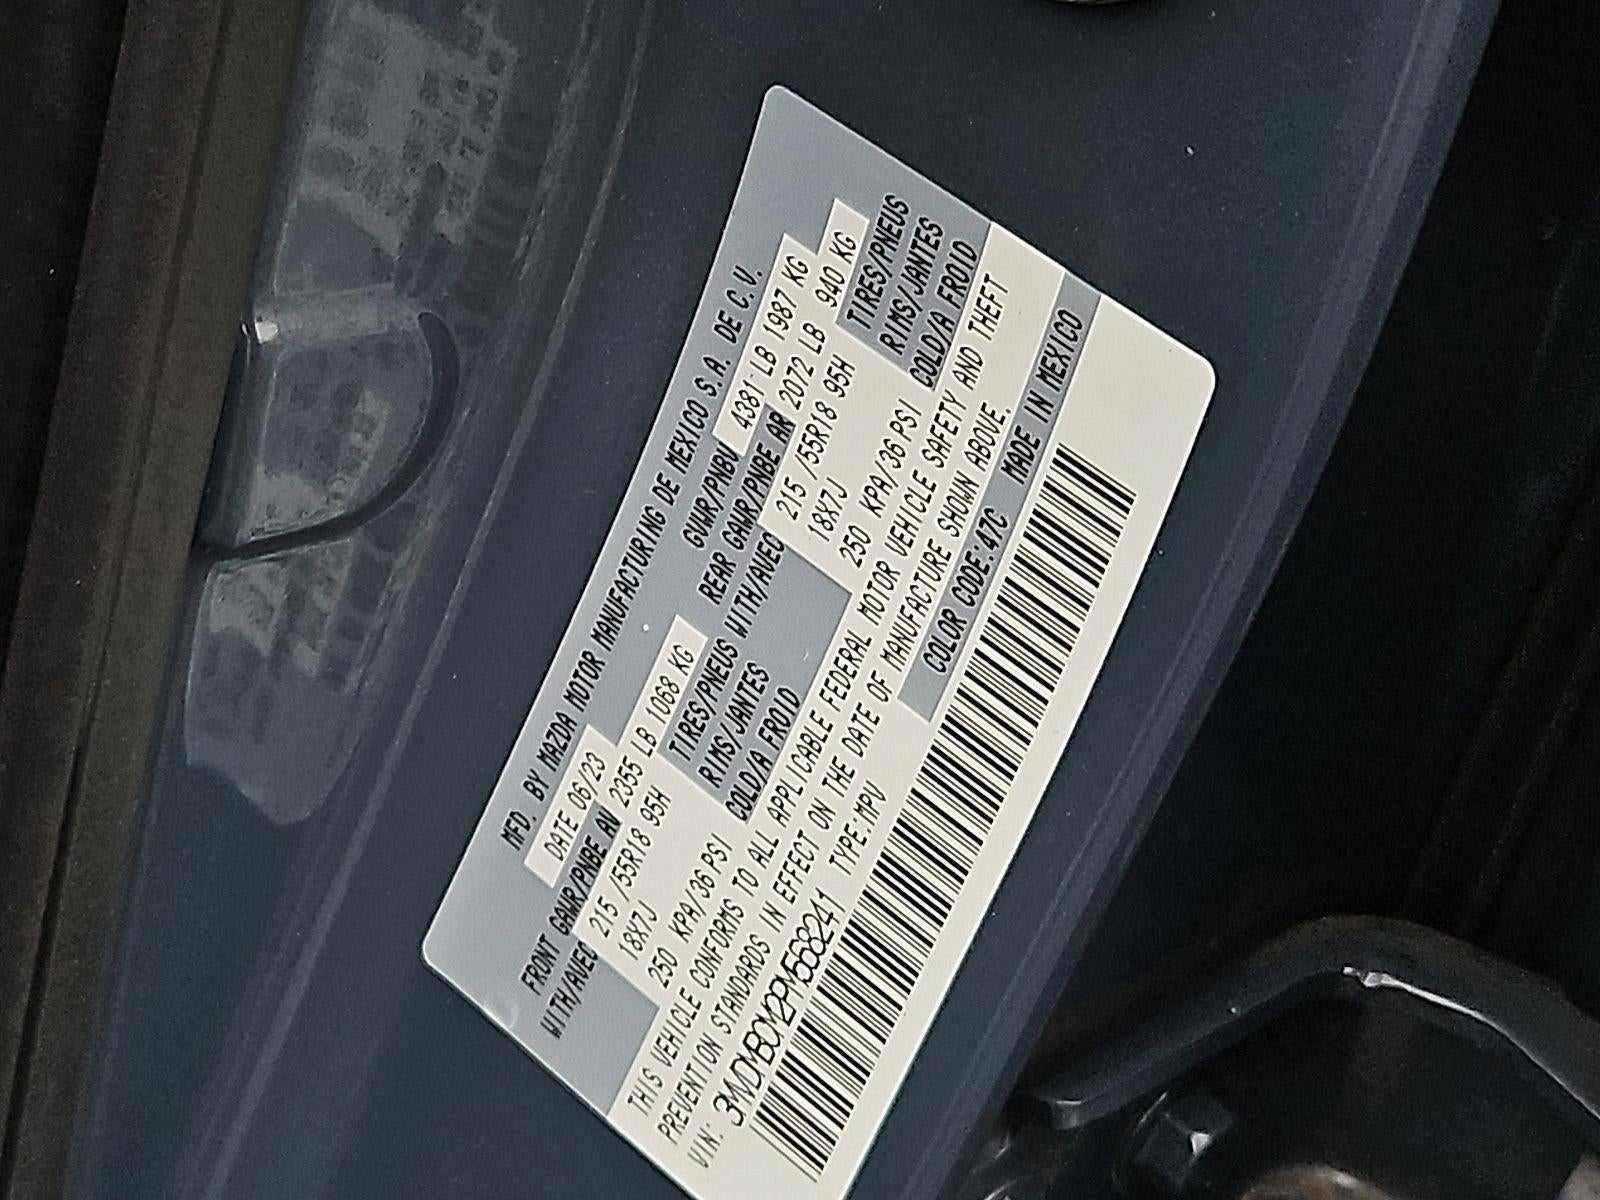 MFD. BY MAZDA MOTOR MANUFACTURING DE MEXICO S.A. DE C.V.
DATE 06/23 GVWR/PNBV 4381 LB 1987 KG
FRONT GAWR/PNBE AV 2355 LB 1068 KG REAR GAWR/PNBE AR 2072 LB 940 KG
WITH/AVEC 215 /55R18 95H TIRES/PNEUS WITH/AVEC 215 /55R18 95H TIRES/PNEUS
18X7J RIMS/JANTES 18X7J RIMS/JANTES
250 KPA/36 PSI COLD/A FROID 250 KPA/36 PSI COLD/A FROID
THIS VEHICLE CONFORMS TO ALL APPLICABLE FEDERAL MOTOR VEHICLE SAFETY AND THEFT
PREVENTION STANDARDS IN EFFECT ON THE DATE OF MANUFACTURE SHOWN ABOVE.
VIN: 3MVDMBCM2PM568241 TYPE:MPV COLOR CODE:47C MADE IN MEXICO